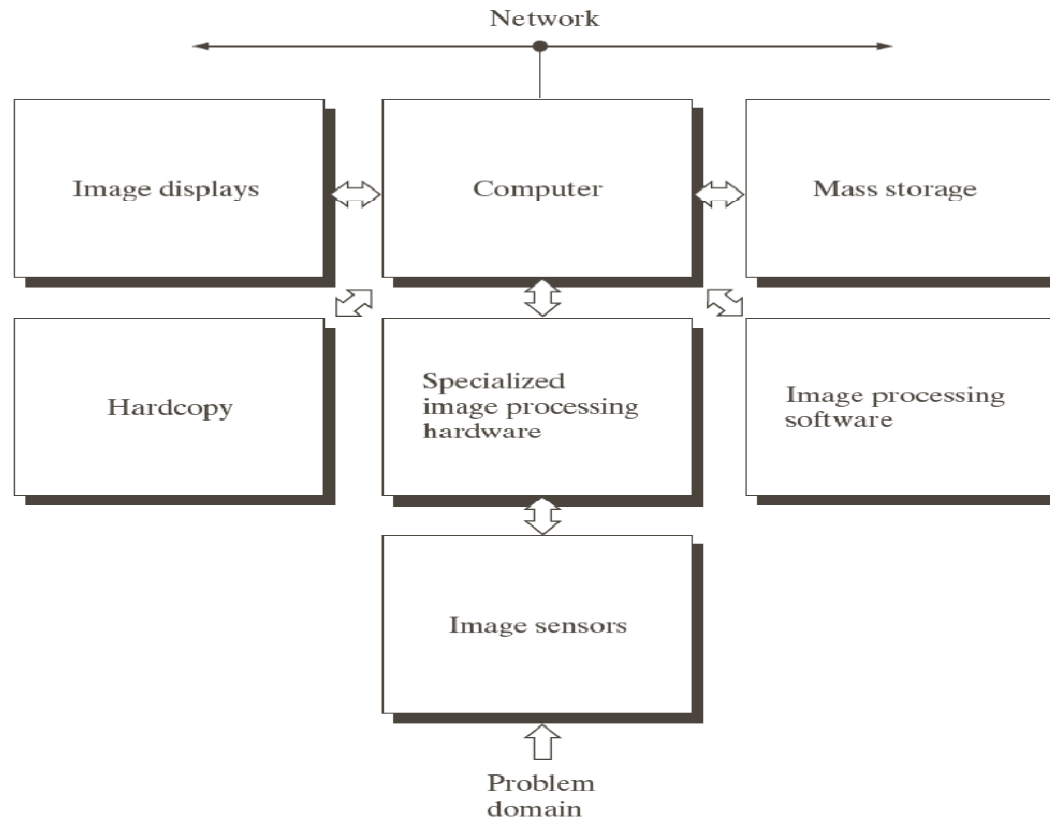 Network
Image displays
Computer
Mass storage
Hardcopy
Specialized
image processing
hardware
Image processing
software
Image sensors
Problem
domain